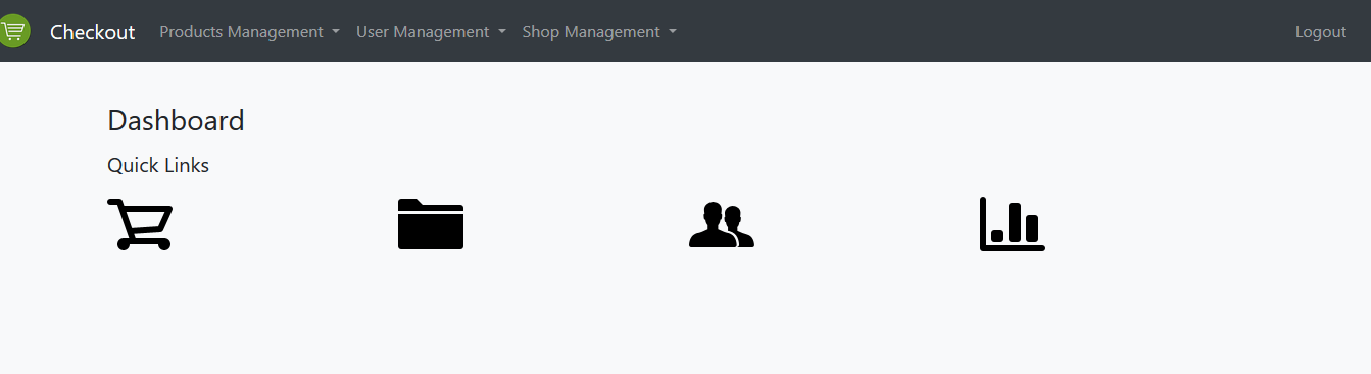 Checkout Products Management User Management Shop Management Logout
Dashboard
Quick Links